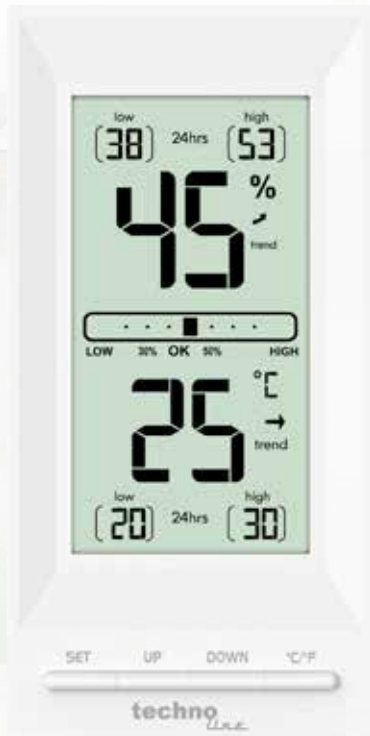 low high
(38) 24hrs (53)
45 %
trend
LOW 30% OK 50% HIGH
25 °C
trend
low high
(20) 24hrs (30)
SET UP DOWN °C/°F
techno
line